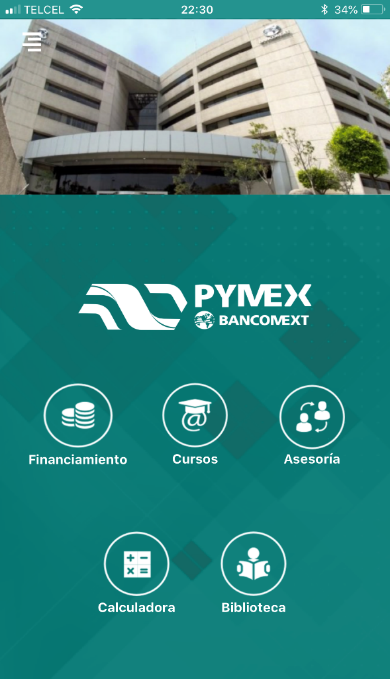 TELCEL 22:30 34%
PYMEX
BANCOMEXT
Financiamiento Cursos Asesoría
Calculadora Biblioteca